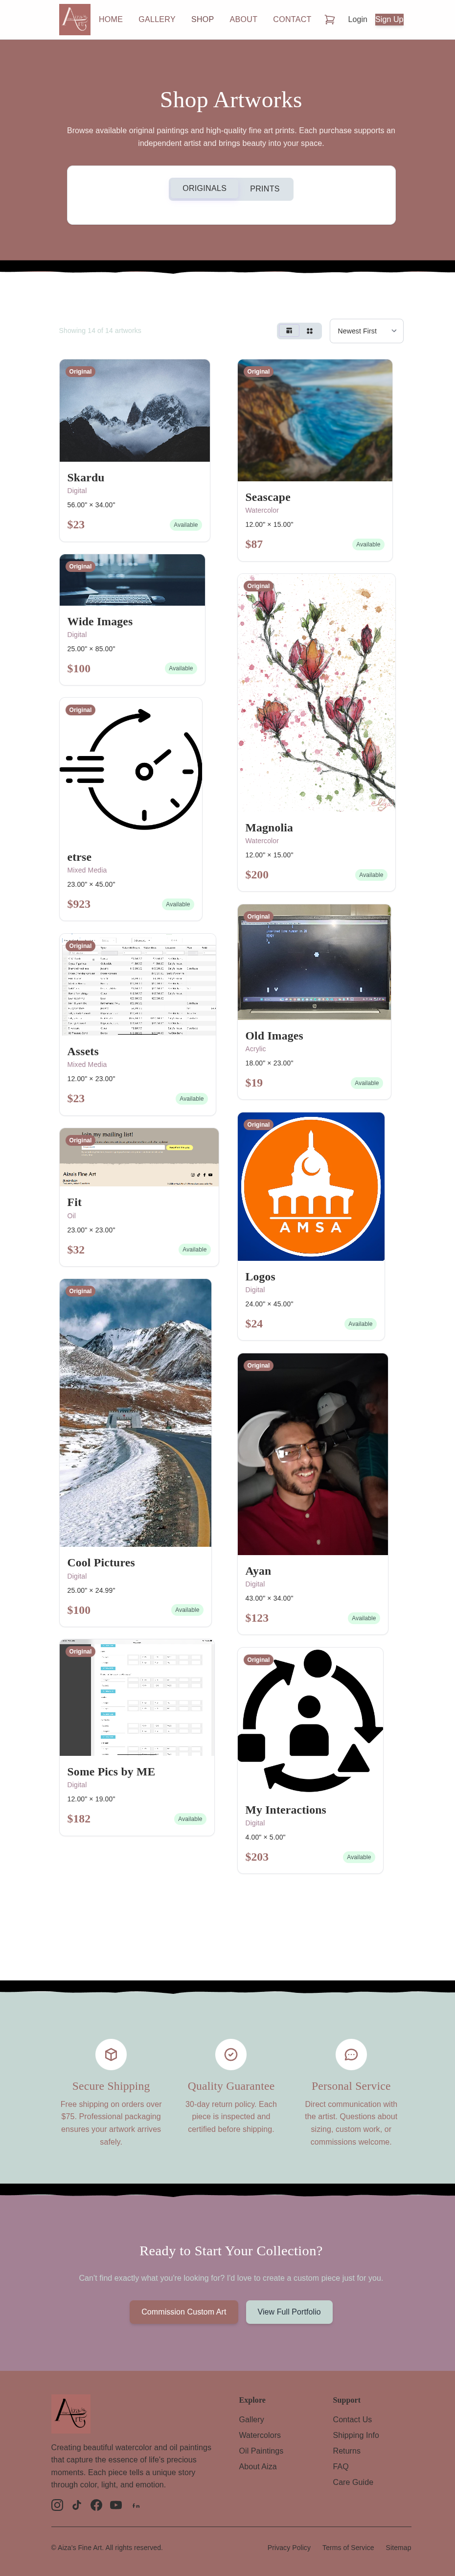 HOME GALLERY SHOP ABOUT CONTACT Login Sign Up
Shop Artworks
Browse available original paintings and high-quality fine art prints. Each purchase supports an
independent artist and brings beauty into your space.
ORIGINALS PRINTS
Showing 14 of 14 artworks
Newest First
Original
Skardu
Digital
56.00" × 34.00"
$23 Available
Original
Wide Images
Digital
25.00" × 85.00"
$100 Available
Original
etrse
Mixed Media
23.00" × 45.00"
$923 Available
Original
Assets
Mixed Media
12.00" × 23.00"
$23 Available
Join my mailing list!
Original
Aiza's Fine Art
Fit
Oil
23.00" × 23.00"
$32 Available
Original
Cool Pictures
Digital
25.00" × 24.99"
$100 Available
Original
Some Pics by ME
Digital
12.00" × 19.00"
$182 Available
Original
Seascape
Watercolor
12.00" × 15.00"
$87 Available
Original
Magnolia
Watercolor
12.00" × 15.00"
$200 Available
Original
Old Images
Acrylic
18.00" × 23.00"
$19 Available
Original
AMSA
Logos
Digital
24.00" × 45.00"
$24 Available
Original
Ayan
Digital
43.00" × 34.00"
$123 Available
Original
My Interactions
Digital
4.00" × 5.00"
$203 Available
Secure Shipping
Free shipping on orders over
$75. Professional packaging
ensures your artwork arrives
safely.
Quality Guarantee
30-day return policy. Each
piece is inspected and
certified before shipping.
Personal Service
Direct communication with
the artist. Questions about
sizing, custom work, or
commissions welcome.
Ready to Start Your Collection?
Can't find exactly what you're looking for? I'd love to create a custom piece just for you.
Commission Custom Art View Full Portfolio
Creating beautiful watercolor and oil paintings
that capture the essence of life's precious
moments. Each piece tells a unique story
through color, light, and emotion.
Explore
Gallery
Watercolors
Oil Paintings
About Aiza
Support
Contact Us
Shipping Info
Returns
FAQ
Care Guide
© Aiza's Fine Art. All rights reserved. Privacy Policy Terms of Service Sitemap